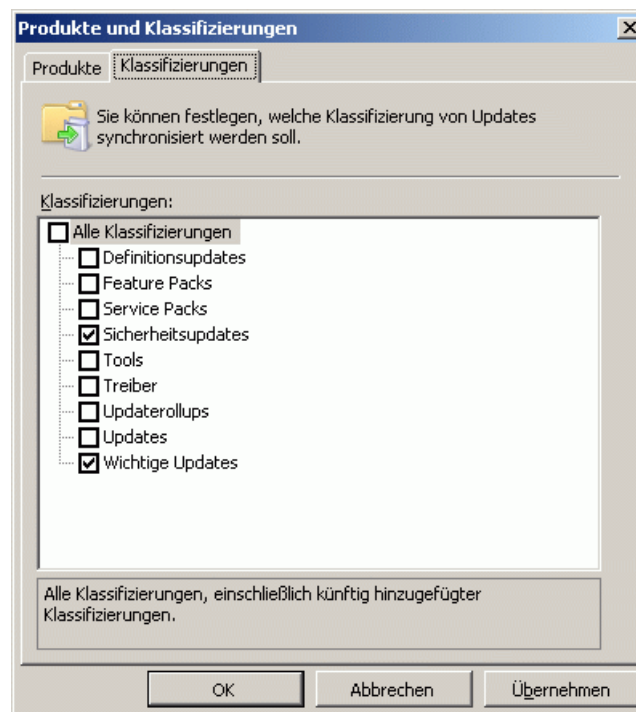 Produkte und Klassifizierungen
Produkte
Klassifizierungen
Sie können festlegen, welche Klassifizierung von Updates
synchronisiert werden soll.
Klassifizierungen:
Alle Klassifizierungen
Definitionsupdates
Feature Packs
Service Packs
Sicherheitsupdates
Tools
Treiber
Updaterollups
Updates
Wichtige Updates
Alle Klassifizierungen, einschließlich künftig hinzugefügter
Klassifizierungen.
OK
Abbrechen
Übernehmen